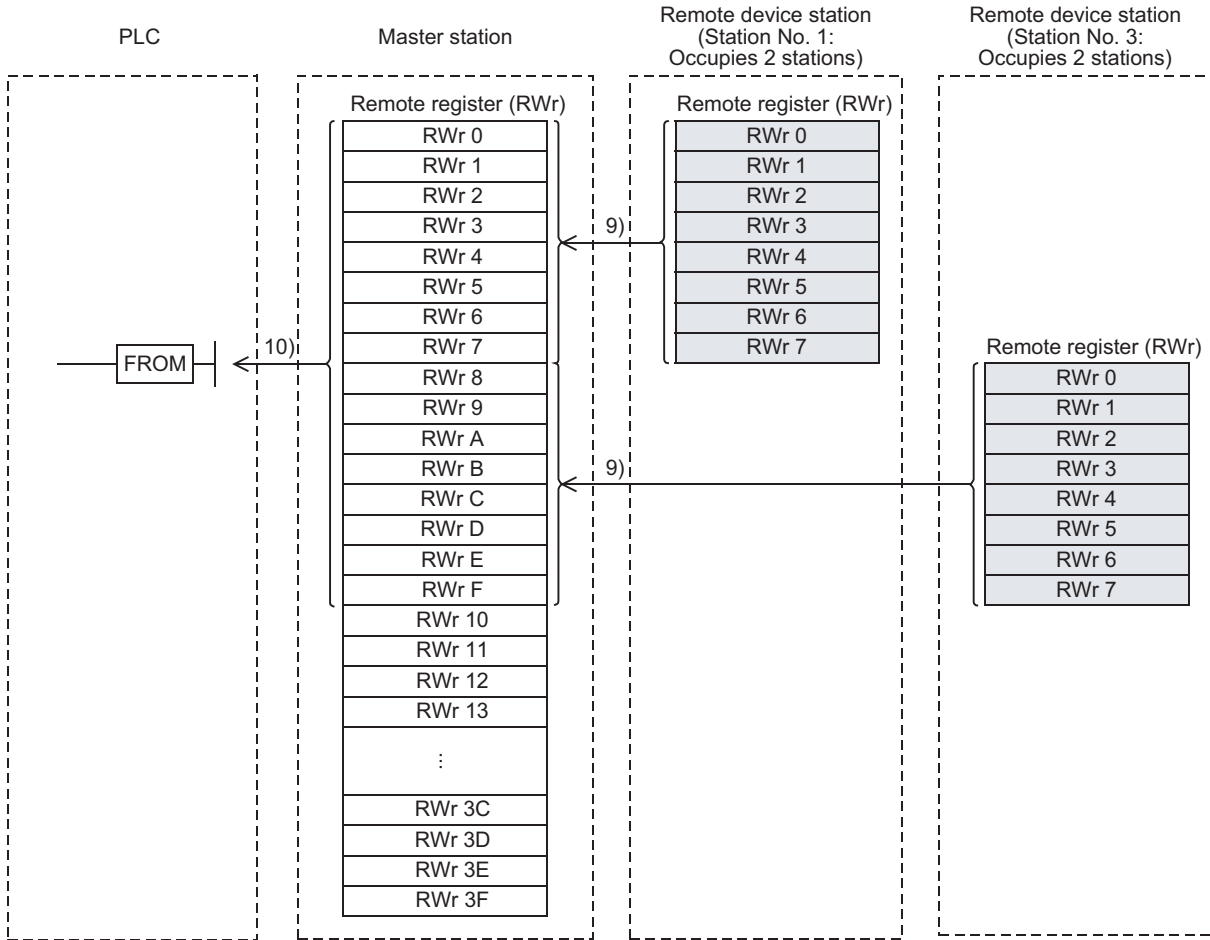 PLC
Master station
Remote device station
(Station No. 1:
Occupies 2 stations)
Remote device station
(Station No. 3:
Occupies 2 stations)
Remote register (RWr)
RWr 0
RWr 1
RWr 2
RWr 3
RWr 4
RWr 5
RWr 6
RWr 7
RWr 8
RWr 9
RWr A
RWr B
RWr C
RWr D
RWr E
RWr F
RWr 10
RWr 11
RWr 12
RWr 13
...
RWr 3C
RWr 3D
RWr 3E
RWr 3F
FROM
10)
9)
9)
Remote register (RWr)
RWr 0
RWr 1
RWr 2
RWr 3
RWr 4
RWr 5
RWr 6
RWr 7
Remote register (RWr)
RWr 0
RWr 1
RWr 2
RWr 3
RWr 4
RWr 5
RWr 6
RWr 7